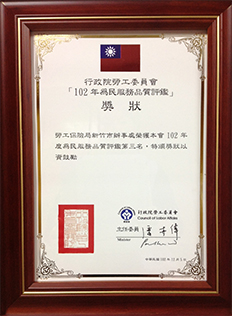 行政院勞工委員會
「102年為民服務品質評鑑」
獎狀
勞工保險局新竹市辦事處榮獲本會 102 年
度為民服務品質評鑑第三名,特頒獎狀以
資鼓勵
行政院勞工委員會
Council of Labor Affairs
主任委員
Minister